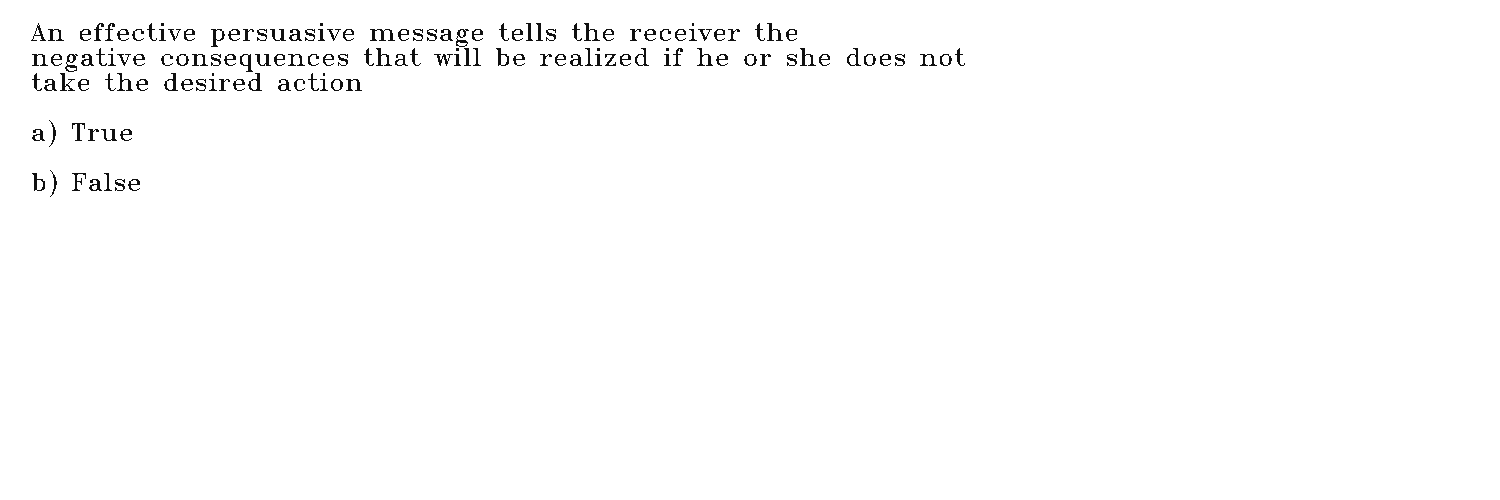 An effective persuasive message tells the receiver the
negative consequences that will be realized if he or she does not
take the desired action
a) True
b) False